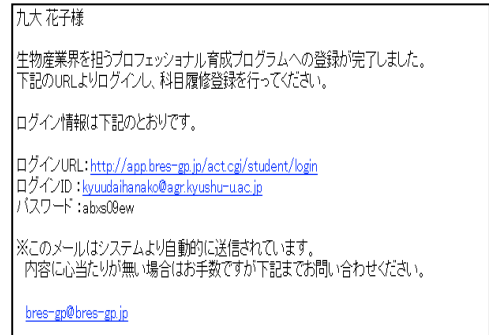 九大 花子様
生物産業界を担うプロフェッショナル育成プログラムへの登録が完了しました。
下記のURLよりログインし、科目履修登録を行ってください。
ログイン情報は下記のとおりです。
ログインURL：http://app.bres-gp.jp/act.cgi/student/login
ログインID ：kyuudaihanako@agr.kyushu-u.ac.jp
パスワード：abxs09ew
※このメールはシステムより自動的に送信されています。
内容に心当たりが無い場合はお手数ですが下記までお問い合わせください。
bres-gp@bres-gp.jp